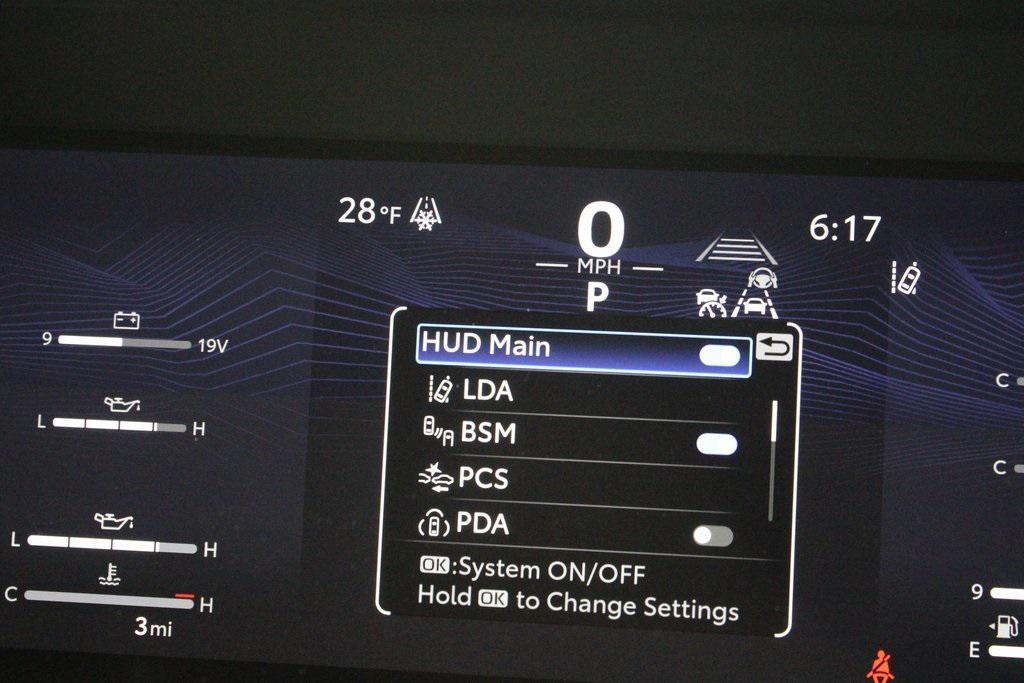 28°F
0
MPH
P
6:17
9 19V
L H
L H
C H
3mi
HUD Main
LDA
BSM
PCS
PDA
OK:System ON/OFF
Hold OK to Change Settings
C
C
9
E